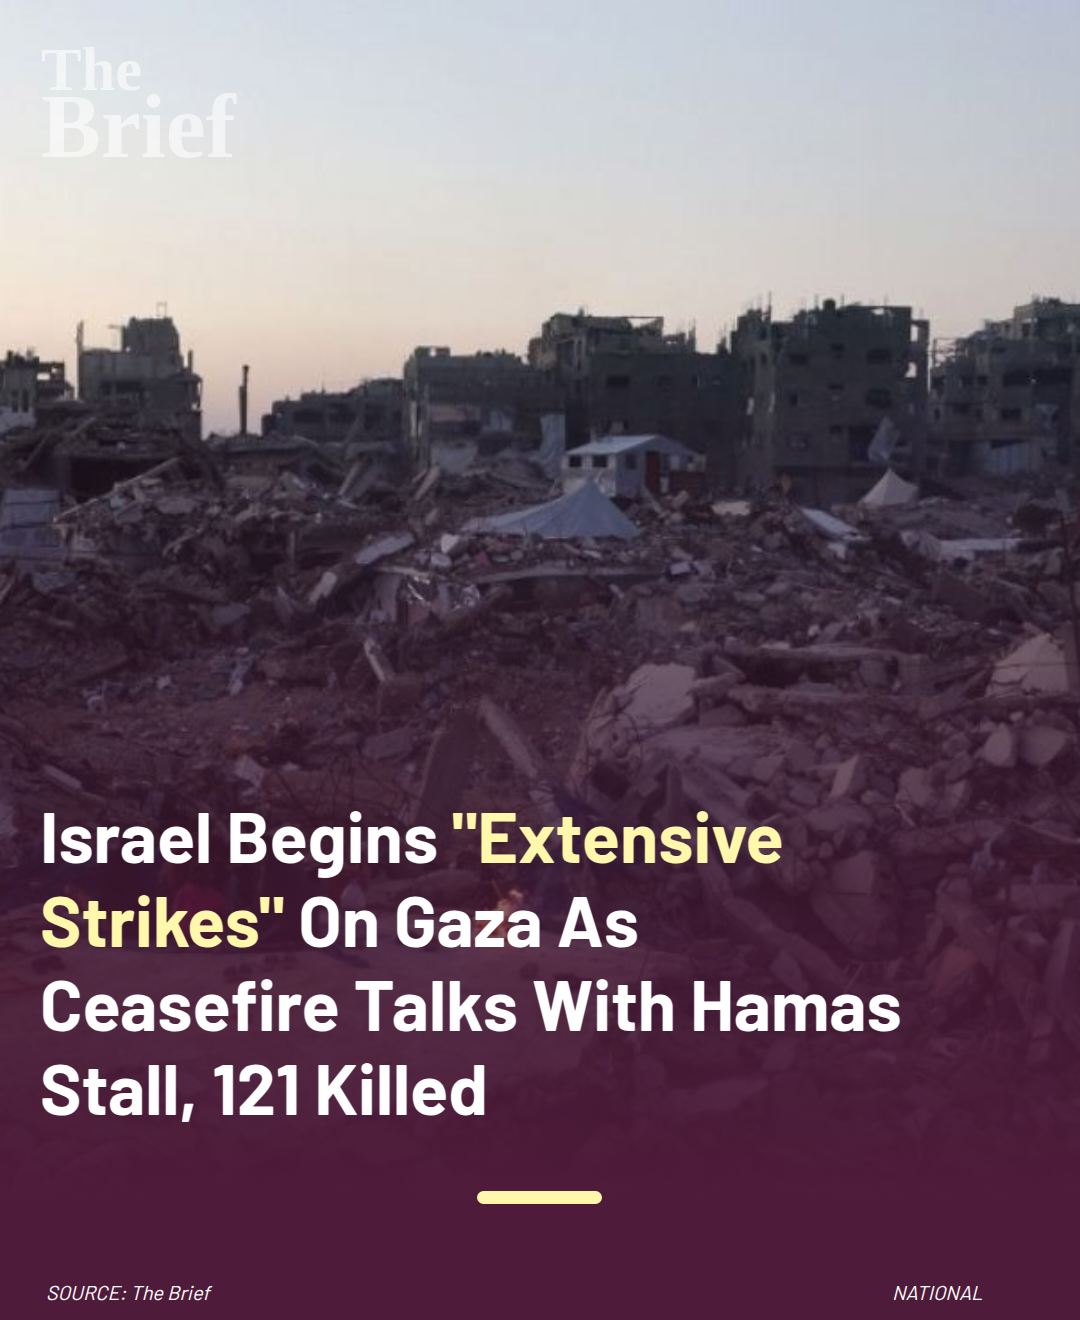 The
Brief
Israel Begins "Extensive
Strikes" On Gaza As
Ceasefire Talks With Hamas
Stall, 121 Killed
SOURCE: The Brief
NATIONAL